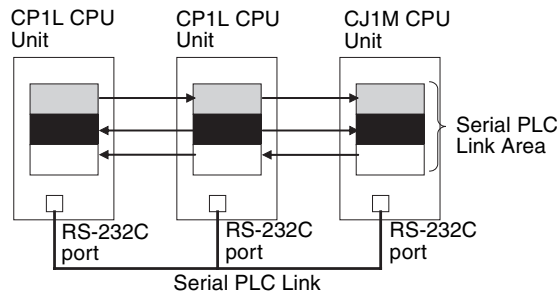 CP1L CPU
Unit
CP1L CPU
Unit
CJ1M CPU
Unit
Serial PLC
Link Area
RS-232C
port
RS-232C
port
RS-232C
port
Serial PLC Link